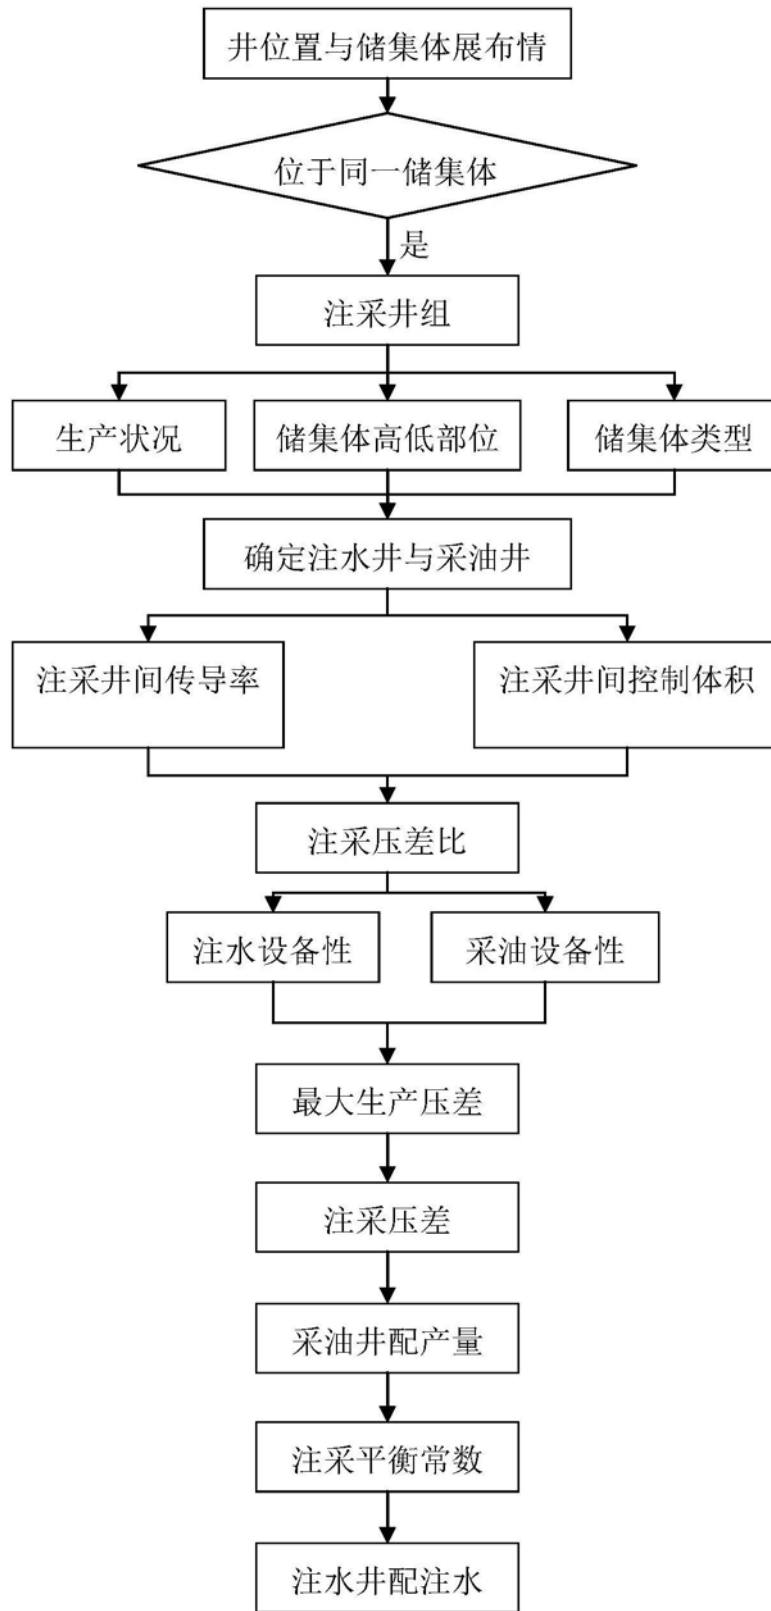 井位置与储集体展布情
位于同一储集体
是
注采井组
生产状况
储集体高低部位
储集体类型
确定注水井与采油井
注采井间传导率
注采井间控制体积
注采压差比
注水设备性
采油设备性
最大生产压差
注采压差
采油井配产量
注采平衡常数
注水井配注水